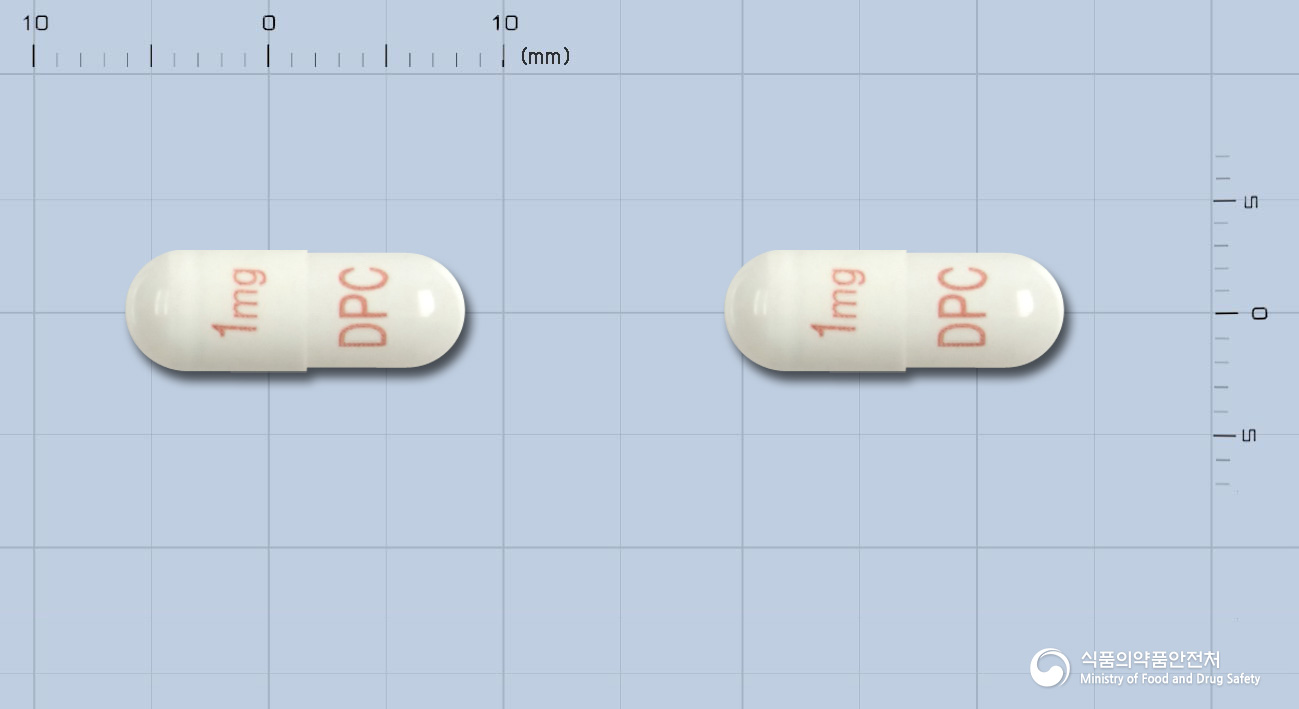 10 0 10
(mm)
5
0
5
1mg DPC
1mg DPC
식품의약품안전처
Ministry of Food and Drug Safety